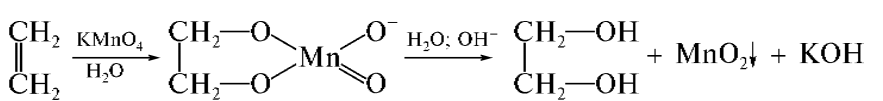 CH₂ KMnO₄ CH₂—O O⁻ H₂O; OH⁻ CH₂—OH
H₂O Mn + MnO₂↓ + KOH
CH₂ CH₂—O O CH₂—OH